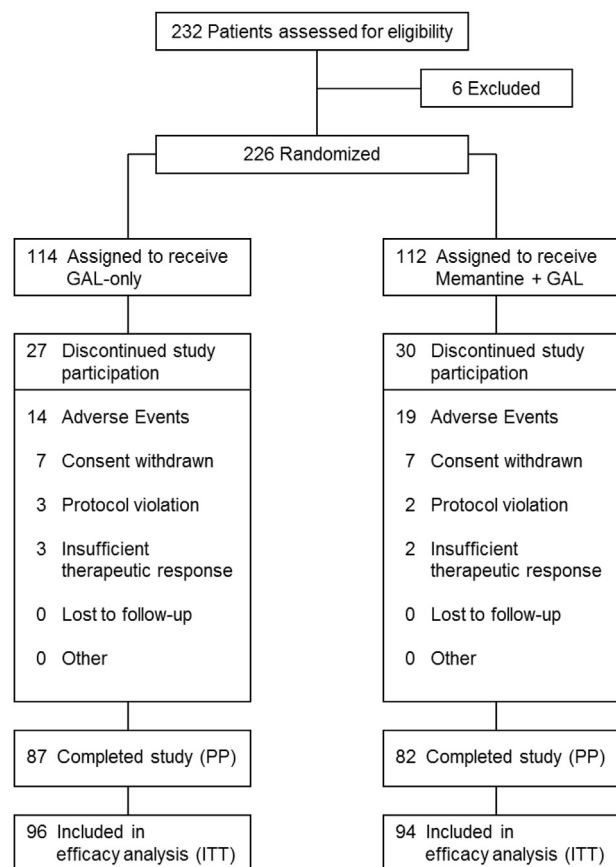 232 Patients assessed for eligibility
6 Excluded
226 Randomized
114 Assigned to receive
GAL-only
27 Discontinued study
participation
14 Adverse Events
7 Consent withdrawn
3 Protocol violation
3 Insufficient
therapeutic response
0 Lost to follow-up
0 Other
87 Completed study (PP)
96 Included in
efficacy analysis (ITT)
112 Assigned to receive
Memantine + GAL
30 Discontinued study
participation
19 Adverse Events
7 Consent withdrawn
2 Protocol violation
2 Insufficient
therapeutic response
0 Lost to follow-up
0 Other
82 Completed study (PP)
94 Included in
efficacy analysis (ITT)